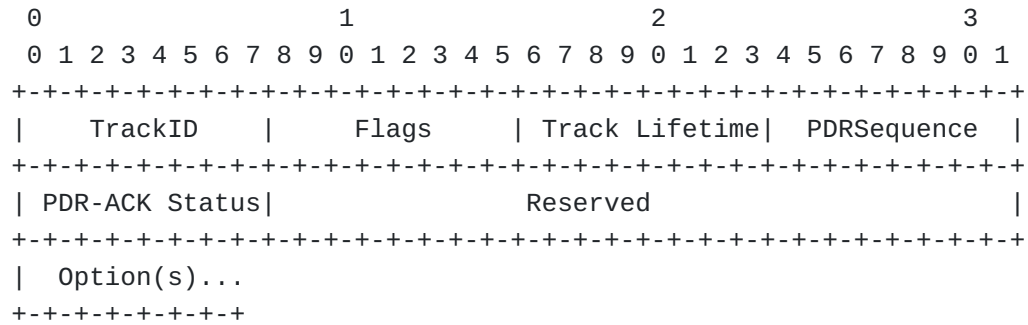 0                   1                   2                   3
 0 1 2 3 4 5 6 7 8 9 0 1 2 3 4 5 6 7 8 9 0 1 2 3 4 5 6 7 8 9 0 1
+-+-+-+-+-+-+-+-+-+-+-+-+-+-+-+-+-+-+-+-+-+-+-+-+-+-+-+-+-+-+-+-+
|    TrackID    |     Flags     | Track Lifetime|  PDRSequence  |
+-+-+-+-+-+-+-+-+-+-+-+-+-+-+-+-+-+-+-+-+-+-+-+-+-+-+-+-+-+-+-+-+
| PDR-ACK Status|                Reserved                       |
+-+-+-+-+-+-+-+-+-+-+-+-+-+-+-+-+-+-+-+-+-+-+-+-+-+-+-+-+-+-+-+-+
|  Option(s)...
+-+-+-+-+-+-+-+